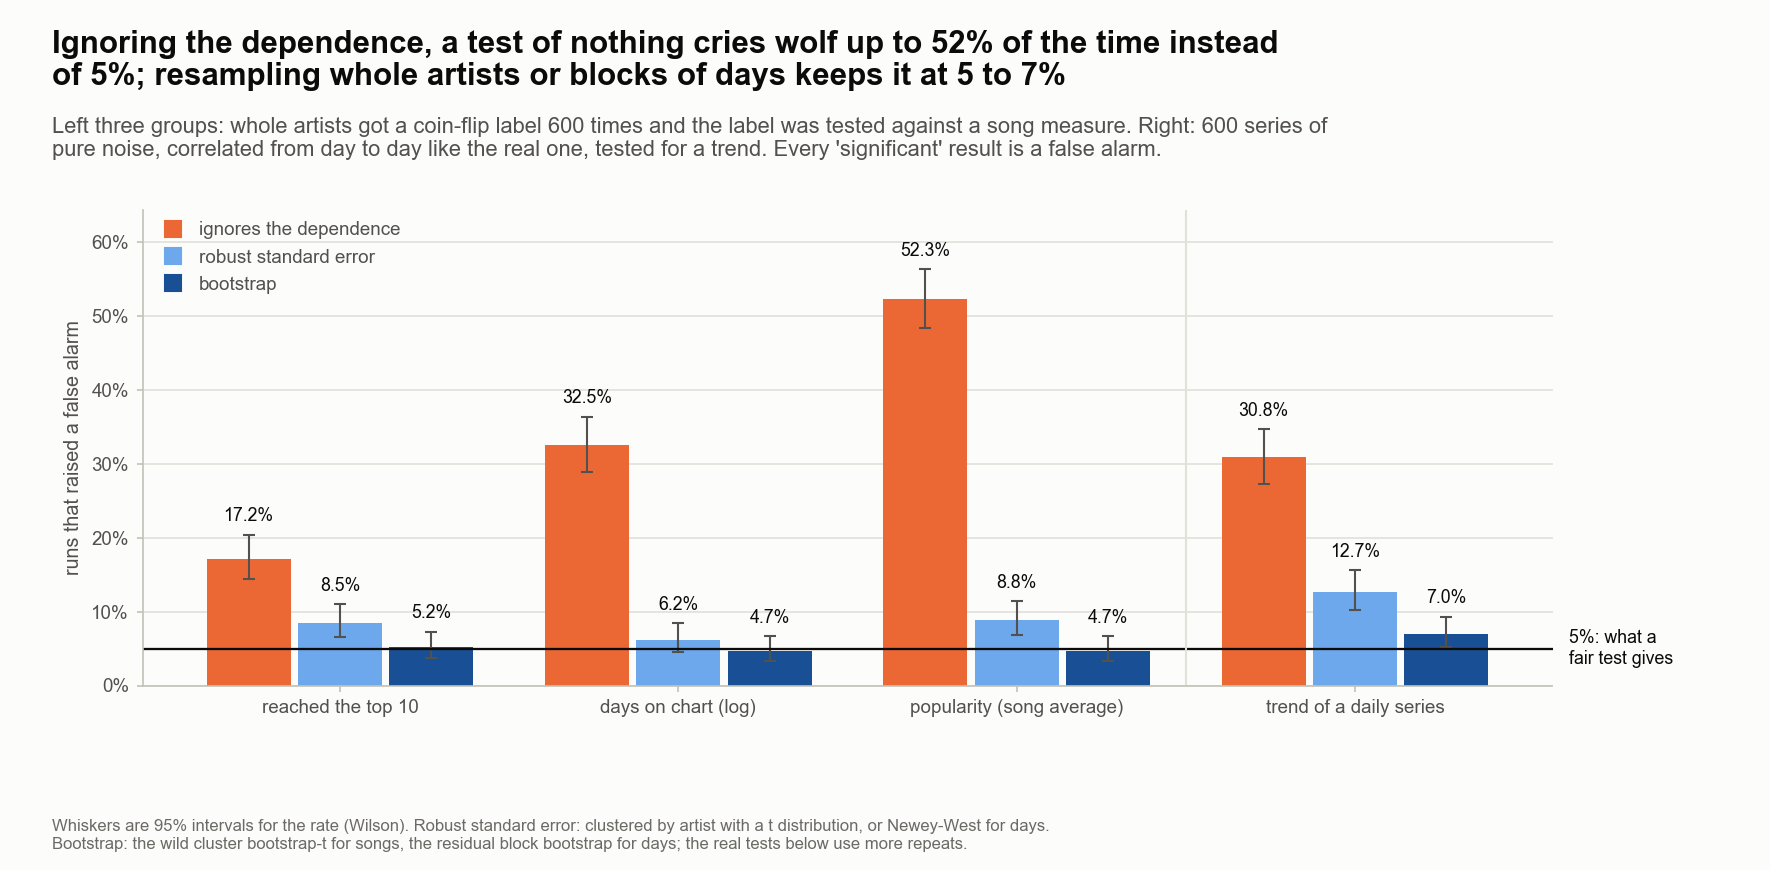 Ignoring the dependence, a test of nothing cries wolf up to 52% of the time instead
of 5%; resampling whole artists or blocks of days keeps it at 5 to 7%
Left three groups: whole artists got a coin-flip label 600 times and the label was tested against a song measure. Right: 600 series of
pure noise, correlated from day to day like the real one, tested for a trend. Every 'significant' result is a false alarm.
ignores the dependence
robust standard error
bootstrap
runs that raised a false alarm
60%
50%
40%
30%
20%
10%
0%
17.2%
8.5%
5.2%
32.5%
6.2%
4.7%
52.3%
8.8%
4.7%
30.8%
12.7%
7.0%
5%: what a
fair test gives
reached the top 10
days on chart (log)
popularity (song average)
trend of a daily series
Whiskers are 95% intervals for the rate (Wilson). Robust standard error: clustered by artist with a t distribution, or Newey-West for days.
Bootstrap: the wild cluster bootstrap-t for songs, the residual block bootstrap for days; the real tests below use more repeats.